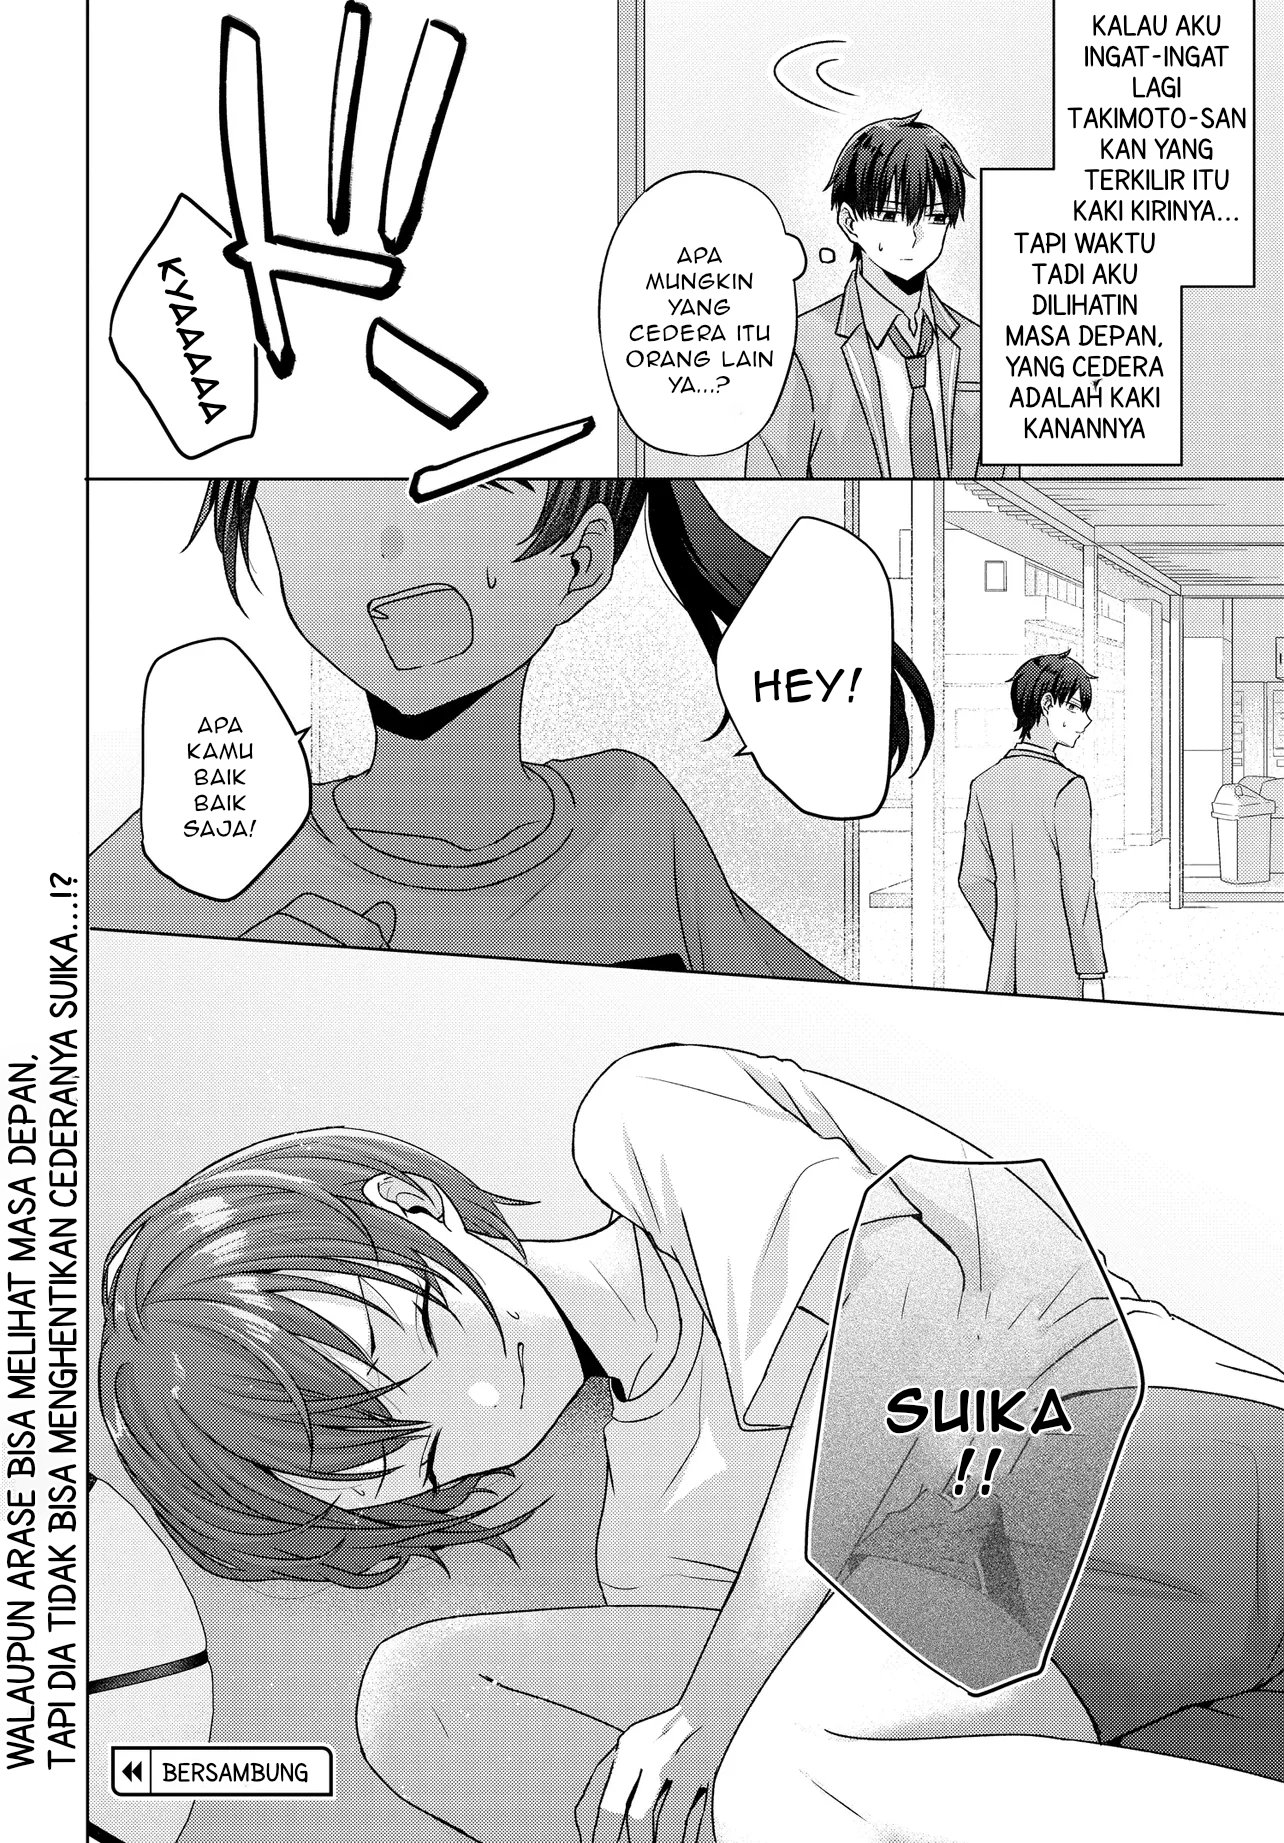 KALAU AKU
INGAT-INGAT
LAGI
TAKIMOTO-SAN
KAN YANG
TERKILIR ITU
KAKI KIRINYA...
TAPI WAKTU
TADI AKU
DILIHATIN
MASA DEPAN,
YANG CEDERA
ADALAH KAKI
KANANNYA
APA
MUNGKIN
YANG
CEDERA ITU
ORANG LAIN
YA...?
KYAAAAA
HEY!
APA
KAMU
BAIK
BAIK
SAJA!
SUIKA
!!
WALAUPUN ARASE BISA MELIHAT MASA DEPAN,
TAPI DIA TIDAK BISA MENGHENTIKAN CEDERANYA SUIKA...!?
BERSAMBUNG